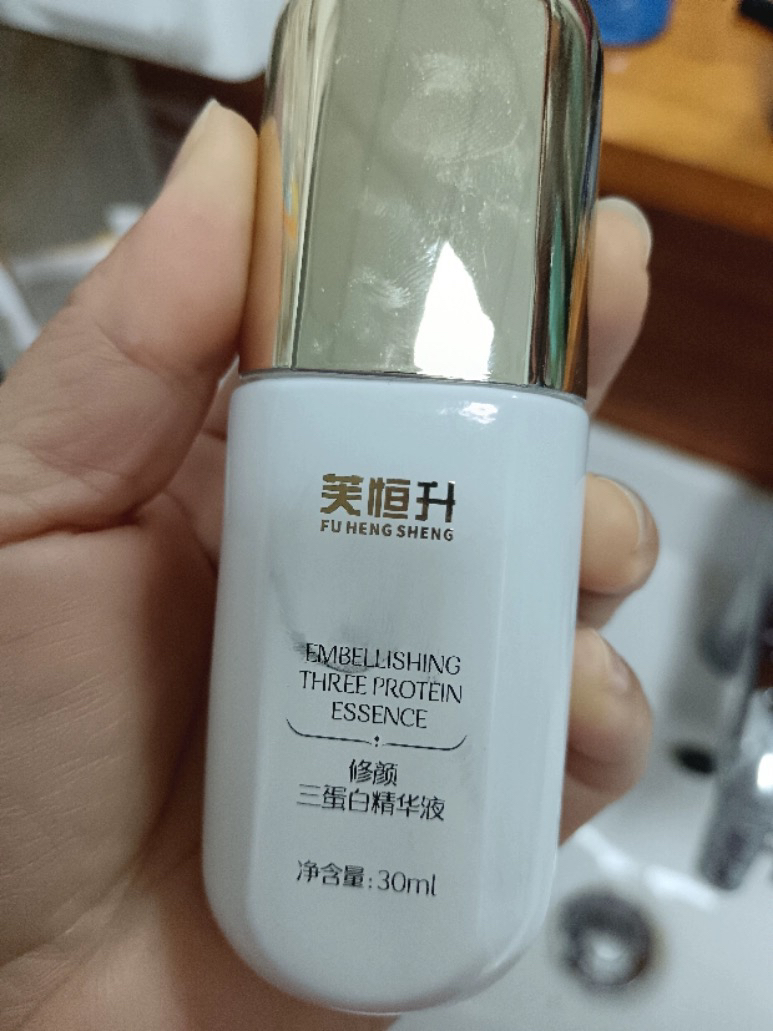 芙恒升
FU HENG SHENG
EMBELLISHING
THREE PROTEIN
ESSENCE
修颜
三蛋白精华液
净含量:30ml